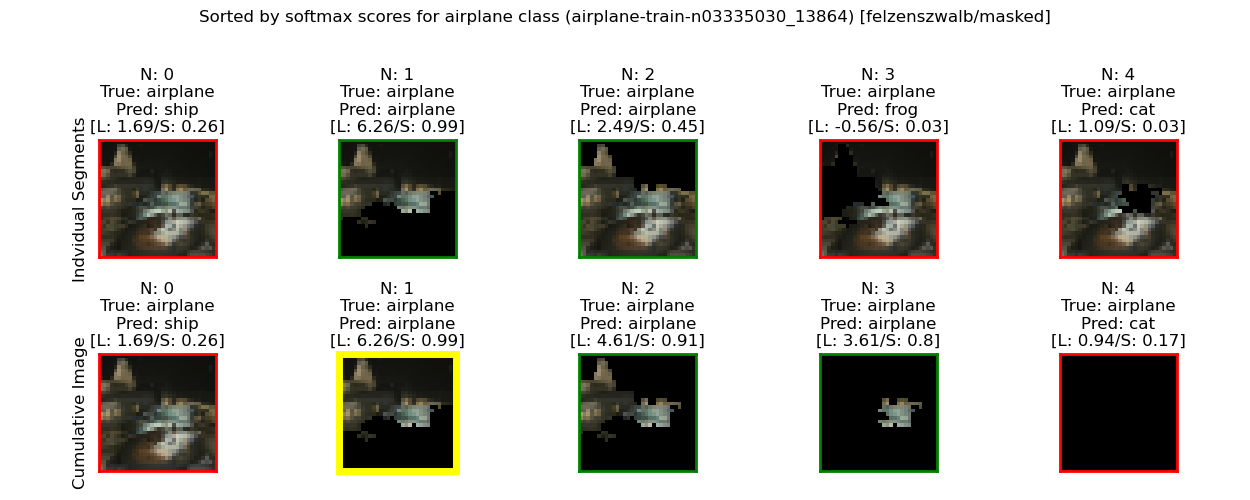 Sorted by softmax scores for airplane class (airplane-train-n03335030_13864) [felzenszwalb/masked]
Indvidual Segments
N: 0
True: airplane
Pred: ship
[L: 1.69/S: 0.26]
N: 1
True: airplane
Pred: airplane
[L: 6.26/S: 0.99]
N: 2
True: airplane
Pred: airplane
[L: 2.49/S: 0.45]
N: 3
True: airplane
Pred: frog
[L: -0.56/S: 0.03]
N: 4
True: airplane
Pred: cat
[L: 1.09/S: 0.03]
Cumulative Image
N: 0
True: airplane
Pred: ship
[L: 1.69/S: 0.26]
N: 1
True: airplane
Pred: airplane
[L: 6.26/S: 0.99]
N: 2
True: airplane
Pred: airplane
[L: 4.61/S: 0.91]
N: 3
True: airplane
Pred: airplane
[L: 3.61/S: 0.8]
N: 4
True: airplane
Pred: cat
[L: 0.94/S: 0.17]